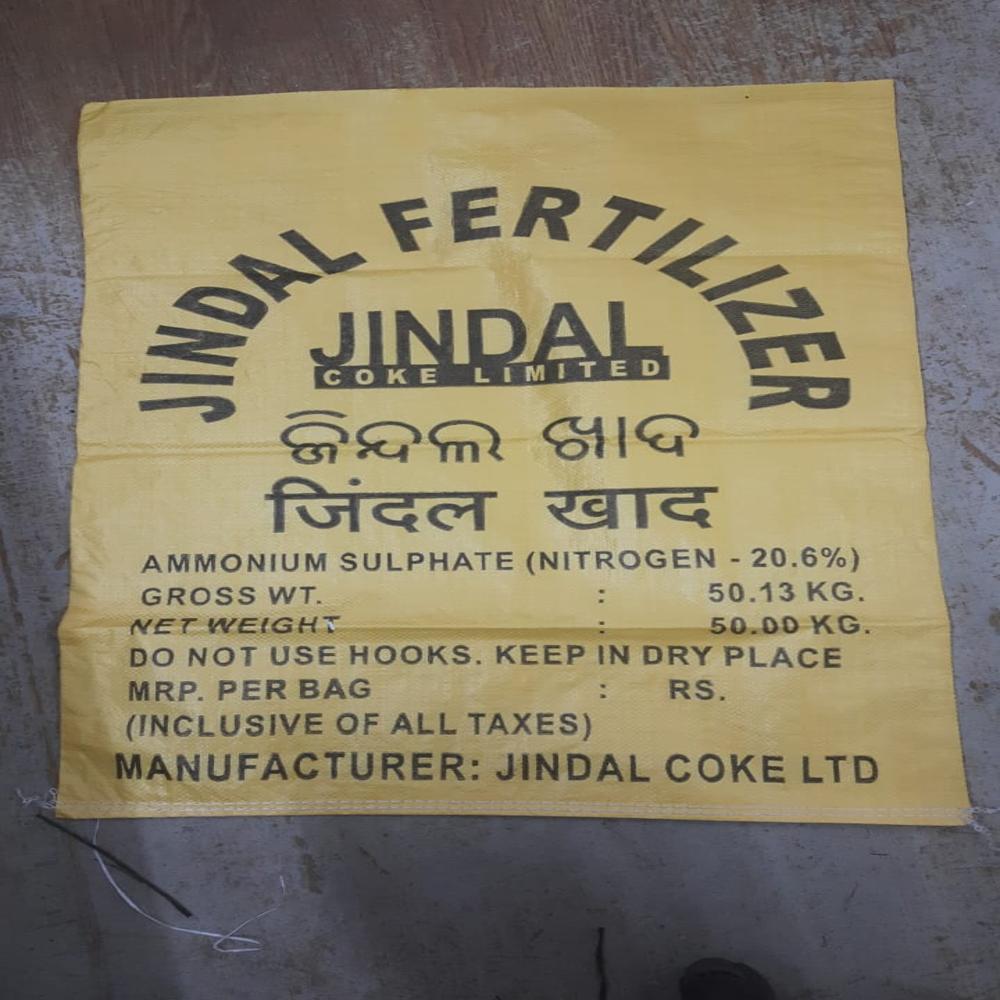 JINDAL FERTILIZER
JINDAL
COKE LIMITED
ଜିନ୍ଦଲ ଖାଦ
जिंदल खाद
AMMONIUM SULPHATE (NITROGEN - 20.6%)
GROSS WT. : 50.13 KG.
NET WEIGHT : 50.00 KG.
DO NOT USE HOOKS. KEEP IN DRY PLACE
MRP. PER BAG : RS.
(INCLUSIVE OF ALL TAXES)
MANUFACTURER: JINDAL COKE LTD